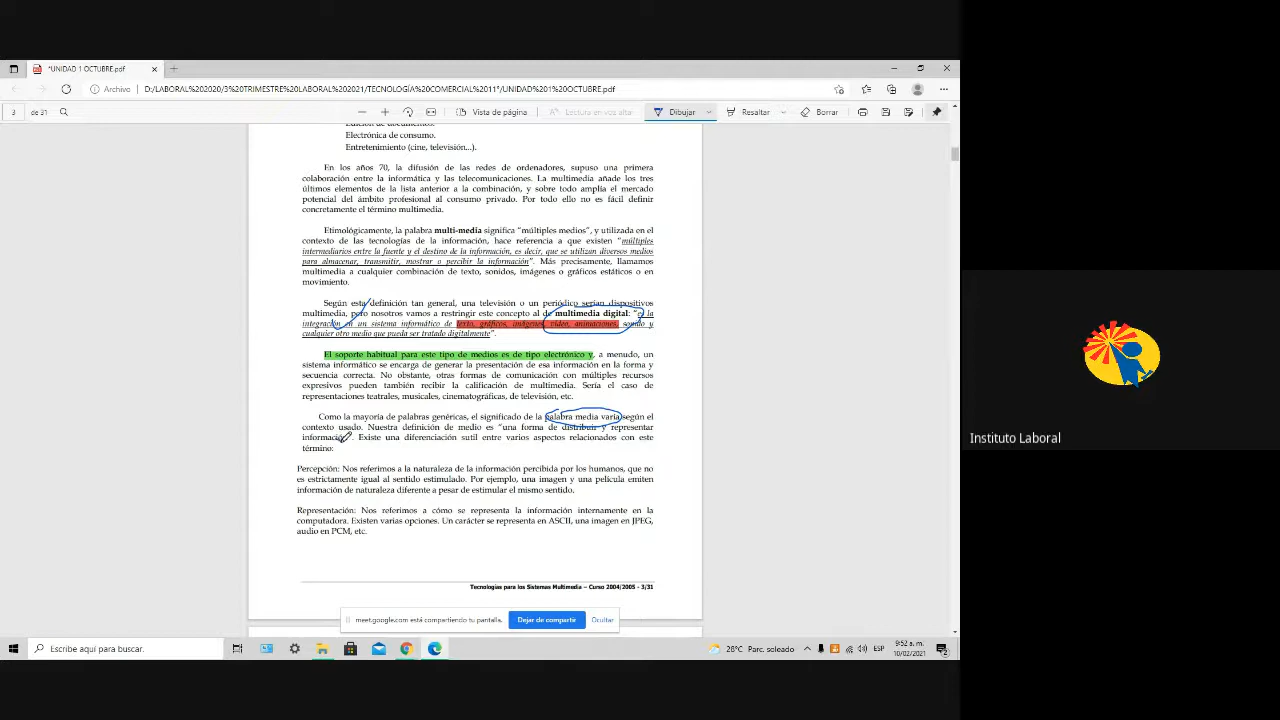 *UNIDAD 1 OCTUBRE.pdf
Archivo
D:/LABORAL%202020/3%20TRIMESTRE%20LABORAL%202021/TECNOLOGÍA%20COMERCIAL%2011°/UNIDAD%201%20OCTUBRE.pdf
3 de 31
Vista de página
Lectura en voz alta
Dibujar
Resaltar
Borrar
Edición de documentos.
Electrónica de consumo.
Entretenimiento (cine, televisión...).
En los años 70, la difusión de las redes de ordenadores, supuso una primera
colaboración entre la informática y las telecomunicaciones. La multimedia añade los tres
últimos elementos de la lista anterior a la combinación, y sobre todo amplía el mercado
potencial del ámbito profesional al consumo privado. Por todo ello no es fácil definir
concretamente el término multimedia.
Etimológicamente, la palabra multi-media significa “múltiples medios”, y utilizada en el
contexto de las tecnologías de la información, hace referencia a que existen “múltiples
intermediarios entre la fuente y el destino de la información, es decir, que se utilizan diversos medios
para almacenar, transmitir, mostrar o percibir la información”. Más precisamente, llamamos
multimedia a cualquier combinación de texto, sonidos, imágenes o gráficos estáticos o en
movimiento.
Según esta definición tan general, una televisión o un periódico serían dispositivos
multimedia, pero nosotros vamos a restringir este concepto al de multimedia digital: “es la
integración en un sistema informático de texto, gráficos, imágenes, vídeo, animaciones, sonido y
cualquier otro medio que pueda ser tratado digitalmente”.
El soporte habitual para este tipo de medios es de tipo electrónico y, a menudo, un
sistema informático se encarga de generar la presentación de esa información en la forma y
secuencia correcta. No obstante, otras formas de comunicación con múltiples recursos
expresivos pueden también recibir la calificación de multimedia. Sería el caso de
representaciones teatrales, musicales, cinematográficas, de televisión, etc.
Como la mayoría de palabras genéricas, el significado de la palabra media varía según el
contexto usado. Nuestra definición de medio es “una forma de distribuir y representar
información”. Existe una diferenciación sutil entre varios aspectos relacionados con este
término:
Percepción: Nos referimos a la naturaleza de la información percibida por los humanos, que no
es estrictamente igual al sentido estimulado. Por ejemplo, una imagen y una película emiten
información de naturaleza diferente a pesar de estimular el mismo sentido.
Representación: Nos referimos a cómo se representa la información internamente en la
computadora. Existen varias opciones. Un carácter se representa en ASCII, una imagen en JPEG,
audio en PCM, etc.
Tecnologías para los Sistemas Multimedia – Curso 2004/2005 - 3/31
meet.google.com está compartiendo tu pantalla.
Dejar de compartir
Ocultar
Escribe aquí para buscar.
28°C Parc. soleado
ESP
9:52 a. m.
10/02/2021
2
Instituto Laboral